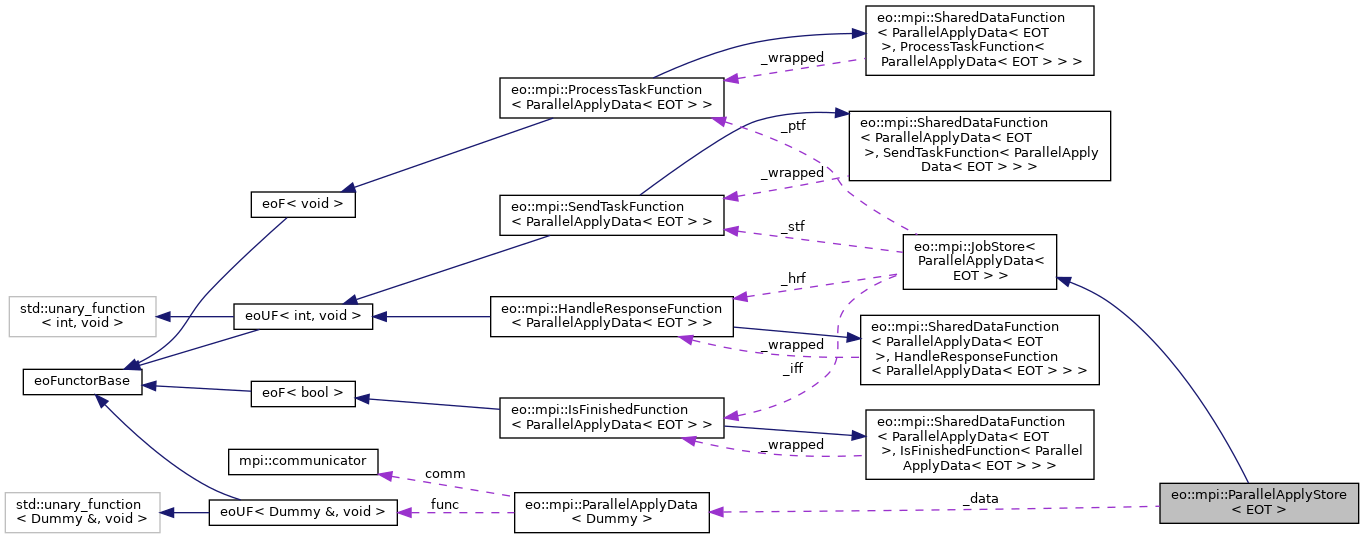 eo::mpi::SharedDataFunction
< ParallelApplyData< EOT
>, ProcessTaskFunction<
ParallelApplyData< EOT > > >
_wrapped
eo::mpi::ProcessTaskFunction
< ParallelApplyData< EOT > >
_ptf
eo::mpi::SharedDataFunction
< ParallelApplyData< EOT
>, SendTaskFunction< ParallelApply
Data< EOT > > >
_wrapped
eoF< void >
eo::mpi::SendTaskFunction
< ParallelApplyData< EOT > >
_stf
eo::mpi::JobStore<
ParallelApplyData<
EOT > >
_hrf
std::unary_function
< int, void >
eoUF< int, void >
eo::mpi::HandleResponseFunction
< ParallelApplyData< EOT > >
eo::mpi::SharedDataFunction
< ParallelApplyData< EOT
>, HandleResponseFunction
< ParallelApplyData< EOT > > >
_wrapped
_iff
eoFunctorBase
eoF< bool >
eo::mpi::IsFinishedFunction
< ParallelApplyData< EOT > >
eo::mpi::SharedDataFunction
< ParallelApplyData< EOT
>, IsFinishedFunction< Parallel
ApplyData< EOT > > >
_wrapped
mpi::communicator
comm
std::unary_function
< Dummy &, void >
eoUF< Dummy &, void >
func
eo::mpi::ParallelApplyData
< Dummy >
_data
eo::mpi::ParallelApplyStore
< EOT >